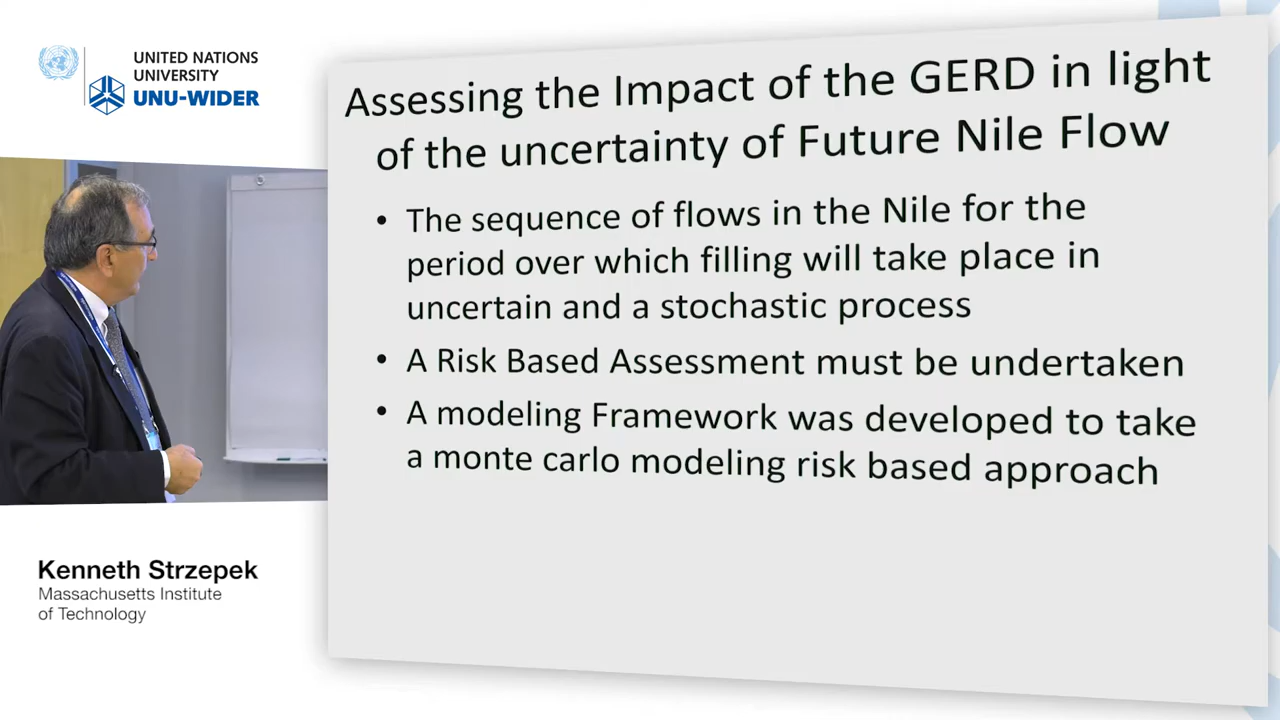 UNITED NATIONS
UNIVERSITY
UNU-WIDER
Kenneth Strzepek
Massachusetts Institute
of Technology
Assessing the Impact of the GERD in light
of the uncertainty of Future Nile Flow
• The sequence of flows in the Nile for the
period over which filling will take place in
uncertain and a stochastic process
• A Risk Based Assessment must be undertaken
• A modeling Framework was developed to take
a monte carlo modeling risk based approach